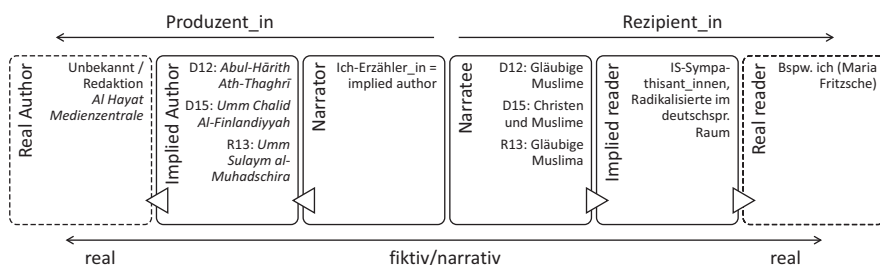 Produzent_in
Rezipient_in
Real Author
Unbekannt /
Redaktion
Al Hayat
Medienzentrale
Implied Author
D12: Abul-Hārith
Ath-Thaghrī
D15: Umm Chalid
Al-Finlandiyyah
R13: Umm
Sulaym al-
Muhadschira
Narrator
Ich-Erzähler_in =
implied author
Narratee
D12: Gläubige
Muslime
D15: Christen
und Muslime
R13: Gläubige
Muslima
Implied reader
IS-Sympa-
thisant_innen,
Radikalisierte im
deutschspr.
Raum
Real reader
Bspw. ich (Maria
Fritzsche)
real
fiktiv/narrativ
real